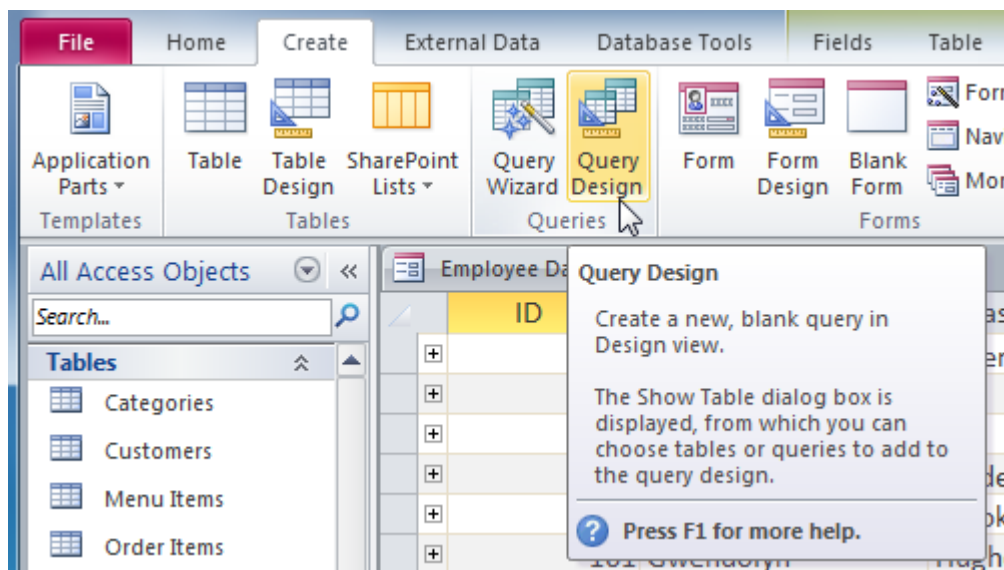 File Home Create External Data Database Tools Fields Table
Application Parts
Table
Table Design
SharePoint Lists
Query Wizard
Query Design
Form
Form Design
Blank Form
Templates Tables Queries Forms
All Access Objects
Search...
Tables
Categories
Customers
Menu Items
Order Items
Employee
ID
Query Design
Create a new, blank query in
Design view.
The Show Table dialog box is
displayed, from which you can
choose tables or queries to add to
the query design.
Press F1 for more help.